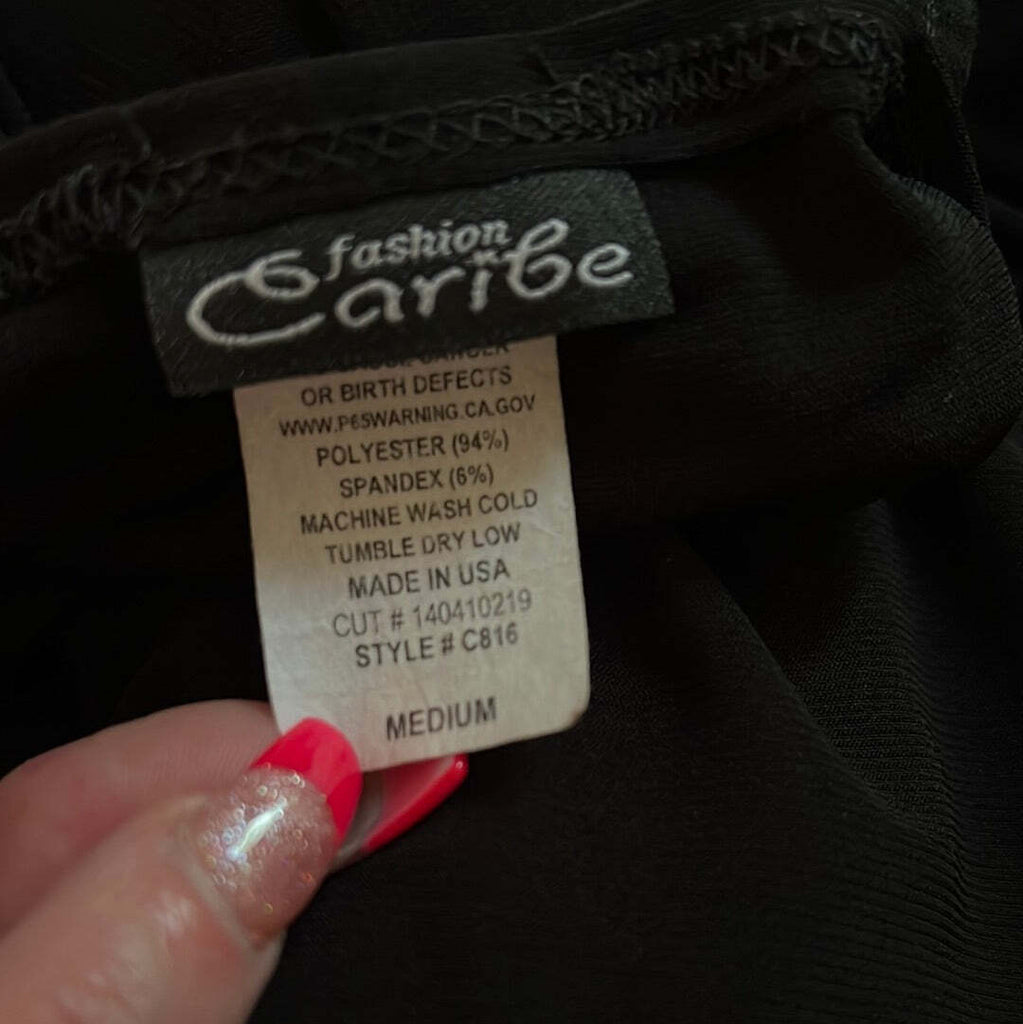 fashion
Caribe
OR BIRTH DEFECTS
WWW.P65WARNING.CA.GOV
POLYESTER (94%)
SPANDEX (6%)
MACHINE WASH COLD
TUMBLE DRY LOW
MADE IN USA
CUT # 140410219
STYLE # C816
MEDIUM